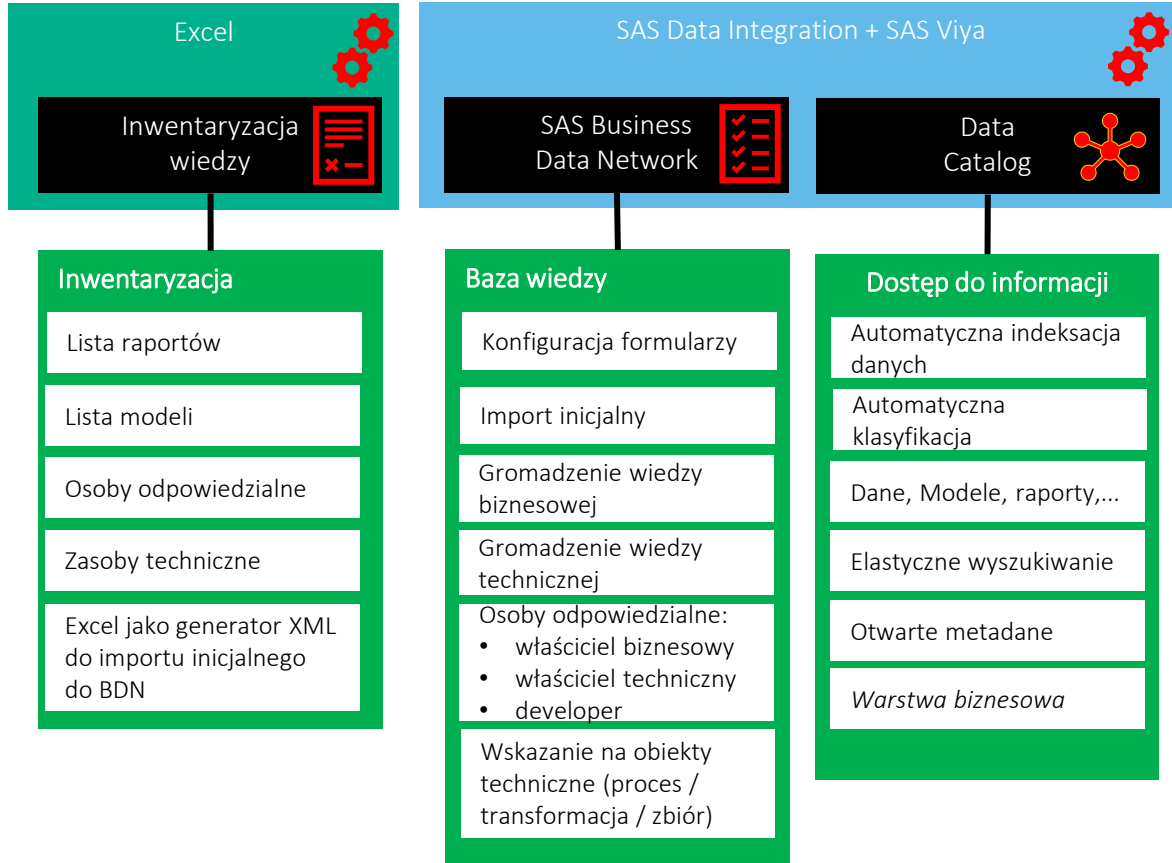 Excel
SAS Data Integration + SAS Viya
Inwentaryzacja
wiedzy
SAS Business
Data Network
Data
Catalog
Inwentaryzacja
Lista raportów
Lista modeli
Osoby odpowiedzialne
Zasoby techniczne
Excel jako generator XML
do importu inicjalnego
do BDN
Baza wiedzy
Konfiguracja formularzy
Import inicjalny
Gromadzenie wiedzy
biznesowej
Gromadzenie wiedzy
technicznej
Osoby odpowiedzialne:
• właściciel biznesowy
• właściciel techniczny
• developer
Wskazanie na obiekty
techniczne (proces /
transformacja / zbiór)
Dostęp do informacji
Automatyczna indeksacja
danych
Automatyczna
klasyfikacja
Dane, Modele, raporty,...
Elastyczne wyszukiwanie
Otwarte metadane
Warstwa biznesowa